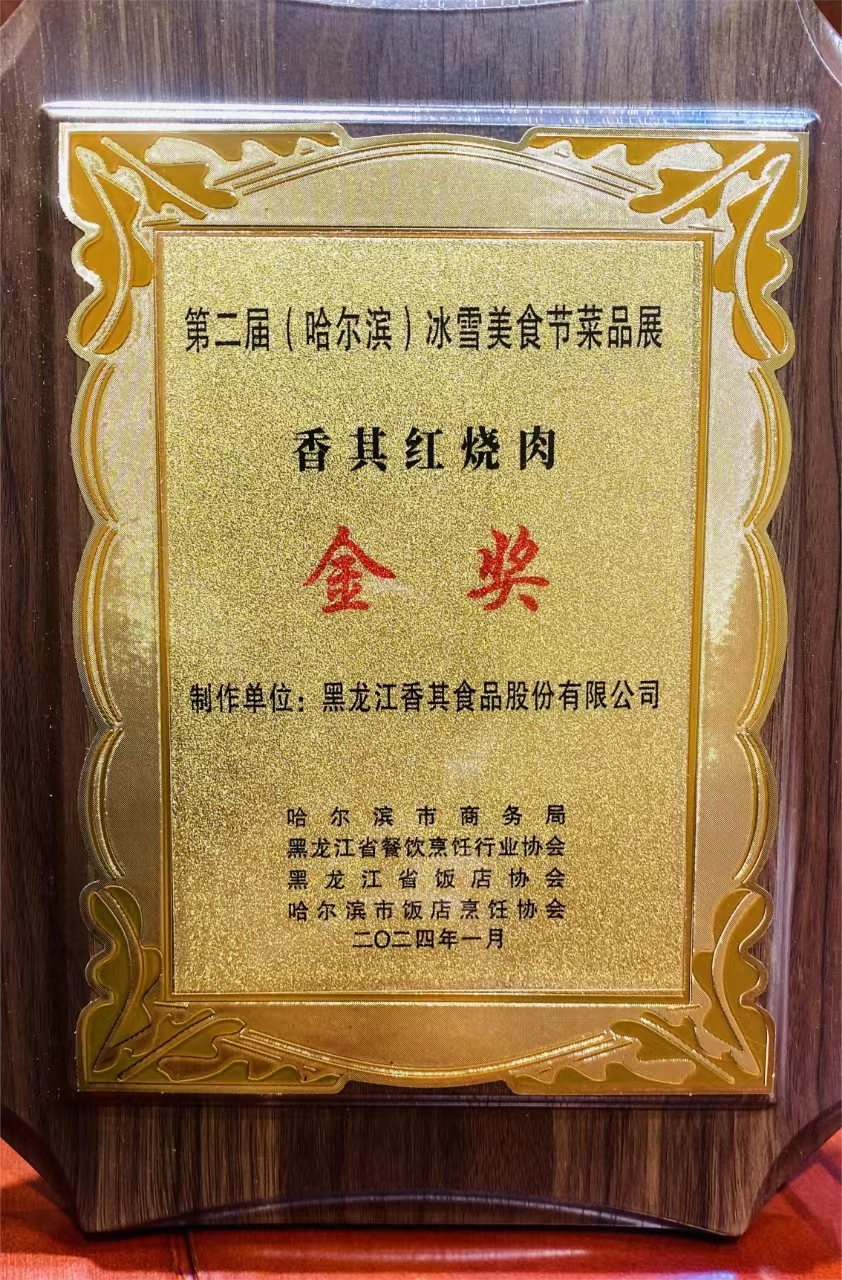 第二届(哈尔滨)冰雪美食节菜品展
香其红烧肉
金奖
制作单位:黑龙江香其食品股份有限公司
哈尔滨市商务局
黑龙江省餐饮烹饪行业协会
黑龙江省饭店协会
哈尔滨市饭店烹饪协会
二〇二四年一月